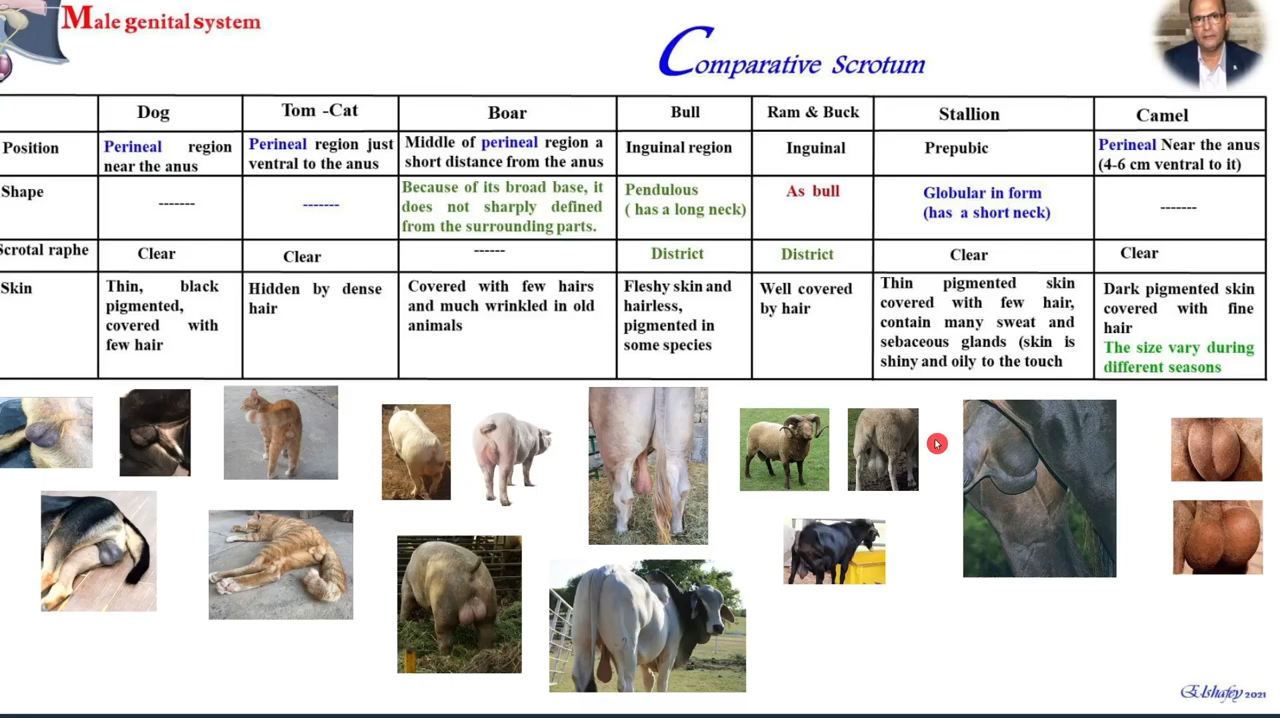 Male genital system
Comparative Scrotum
Dog
Tom -Cat
Boar
Bull
Ram & Buck
Stallion
Camel
Position
Perineal region
near the anus
Perineal region just
ventral to the anus
Middle of perineal region a
short distance from the anus
Inguinal region
Inguinal
Prepubic
Perineal Near the anus
(4-6 cm ventral to it)
Shape
-------
-------
Because of its broad base, it
does not sharply defined
from the surrounding parts.
Pendulous
( has a long neck)
As bull
Globular in form
(has a short neck)
-------
Scrotal raphe
Clear
Clear
------
District
District
Clear
Clear
Skin
Thin, black
pigmented,
covered with
few hair
Hidden by dense
hair
Covered with few hairs
and much wrinkled in old
animals
Fleshy skin and
hairless,
pigmented in
some species
Well covered
by hair
Thin pigmented skin
covered with few hair,
contain many sweat and
sebaceous glands (skin is
shiny and oily to the touch
Dark pigmented skin
covered with fine
hair
The size vary during
different seasons
Elshafey 2021